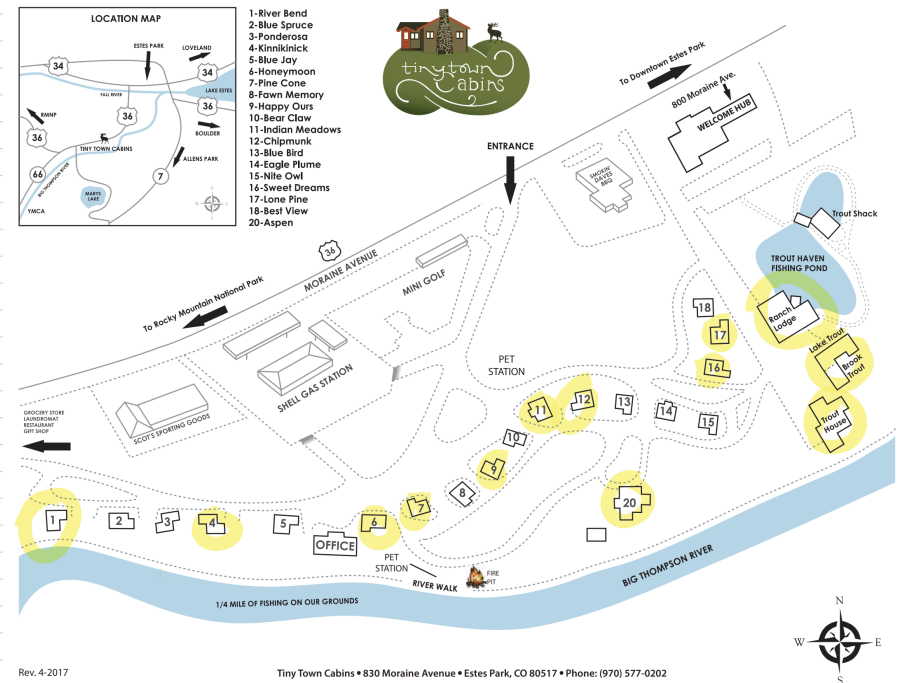 LOCATION MAP
ESTES PARK
LOVELAND
34
34
FALL RIVER
LAKE ESTES
36
36
RMNP
BOULDER
36
TINY TOWN CABINS
ALLENS PARK
66
BIG THOMPSON RIVER
7
MARYS
LAKE
YMCA
1-River Bend
2-Blue Spruce
3-Ponderosa
4-Kinnikinick
5-Blue Jay
6-Honeymoon
7-Pine Cone
8-Fawn Memory
9-Happy Ours
10-Bear Claw
11-Indian Meadows
12-Chipmunk
13-Blue Bird
14-Eagle Plume
15-Nite Owl
16-Sweet Dreams
17-Lone Pine
18-Best View
20-Aspen
tinytown
Cabins
To Downtown Estes Park
800 Moraine Ave.
WELCOME HUB
ENTRANCE
SMOKIN'
DAVES
BBQ
Trout Shack
TROUT HAVEN
FISHING POND
36
MORAINE AVENUE
MINI GOLF
To Rocky Mountain National Park
18
Ranch
Lodge
17
Lake Trout
Brook
Trout
SHELL GAS STATION
PET
STATION
16
SCOT'S SPORTING GOODS
GROCERY STORE
LAUNDROMAT
RESTAURANT
GIFT SHOP
11
12
13
14
15
Trout
House
10
9
8
20
1
2
3
4
5
6
7
OFFICE
PET
STATION
RIVER WALK
FIRE
PIT
BIG THOMPSON RIVER
1/4 MILE OF FISHING ON OUR GROUNDS
N
W
E
S
Rev. 4-2017
Tiny Town Cabins • 830 Moraine Avenue • Estes Park, CO 80517 • Phone: (970) 577-0202